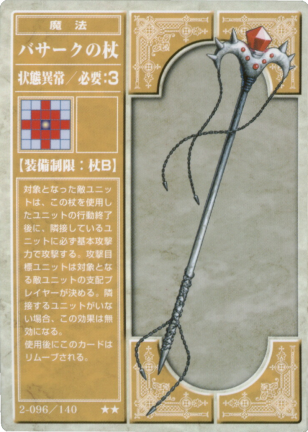 魔法
バサークの杖
状態異常／必要:3
【装備制限：杖B】
対象となった敵ユニッ
トは、この杖を使用し
たユニットの行動終了
後に、隣接しているユ
ニットに必ず基本攻撃
力で攻撃する。攻撃目
標ユニットは対象とな
る敵ユニットの支配プ
レイヤーが決める。隣
接するユニットがいな
い場合、この効果は無
効になる。
使用後にこのカードは
リムーブされる。
2-096／140 ★★